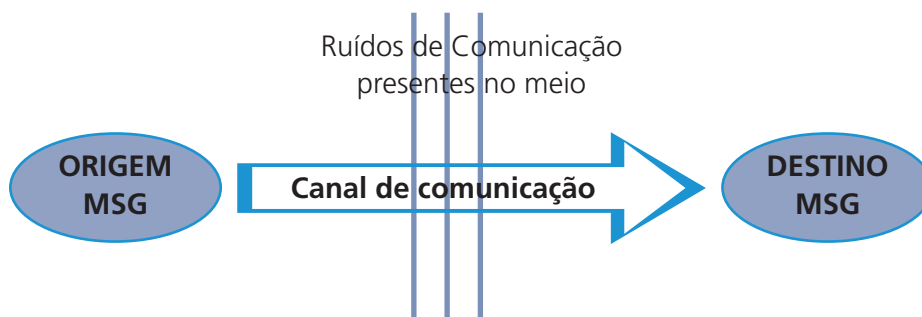 Ruídos de Comunicação
presentes no meio
ORIGEM
MSG
Canal de comunicação
DESTINO
MSG